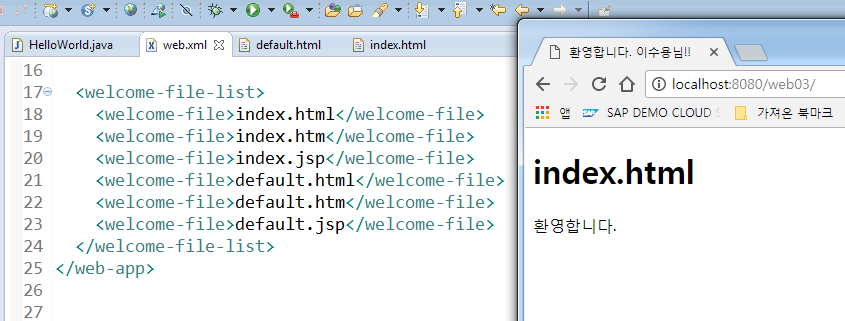 HelloWorld.java
web.xml
default.html
index.html
16
17 <welcome-file-list>
18 <welcome-file>index.html</welcome-file>
19 <welcome-file>index.htm</welcome-file>
20 <welcome-file>index.jsp</welcome-file>
21 <welcome-file>default.html</welcome-file>
22 <welcome-file>default.htm</welcome-file>
23 <welcome-file>default.jsp</welcome-file>
24 </welcome-file-list>
25 </web-app>
26
27
환영합니다. 이수용님!!
localhost:8080/web03/
앱 SAP SAP DEMO CLOUD 가져온 북마크
index.html
환영합니다.